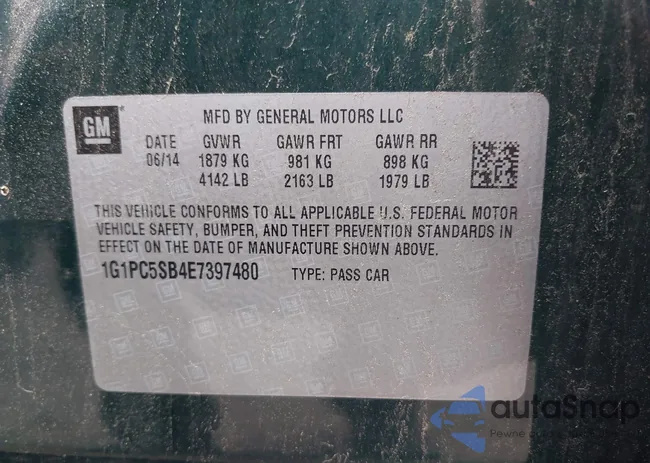 GM
MFD BY GENERAL MOTORS LLC
DATE GVWR GAWR FRT GAWR RR
06/14 1879 KG 981 KG 898 KG
4142 LB 2163 LB 1979 LB
THIS VEHICLE CONFORMS TO ALL APPLICABLE U.S. FEDERAL MOTOR
VEHICLE SAFETY, BUMPER, AND THEFT PREVENTION STANDARDS IN
EFFECT ON THE DATE OF MANUFACTURE SHOWN ABOVE.
1G1PC5SB4E7397480 TYPE: PASS CAR
autoSnap